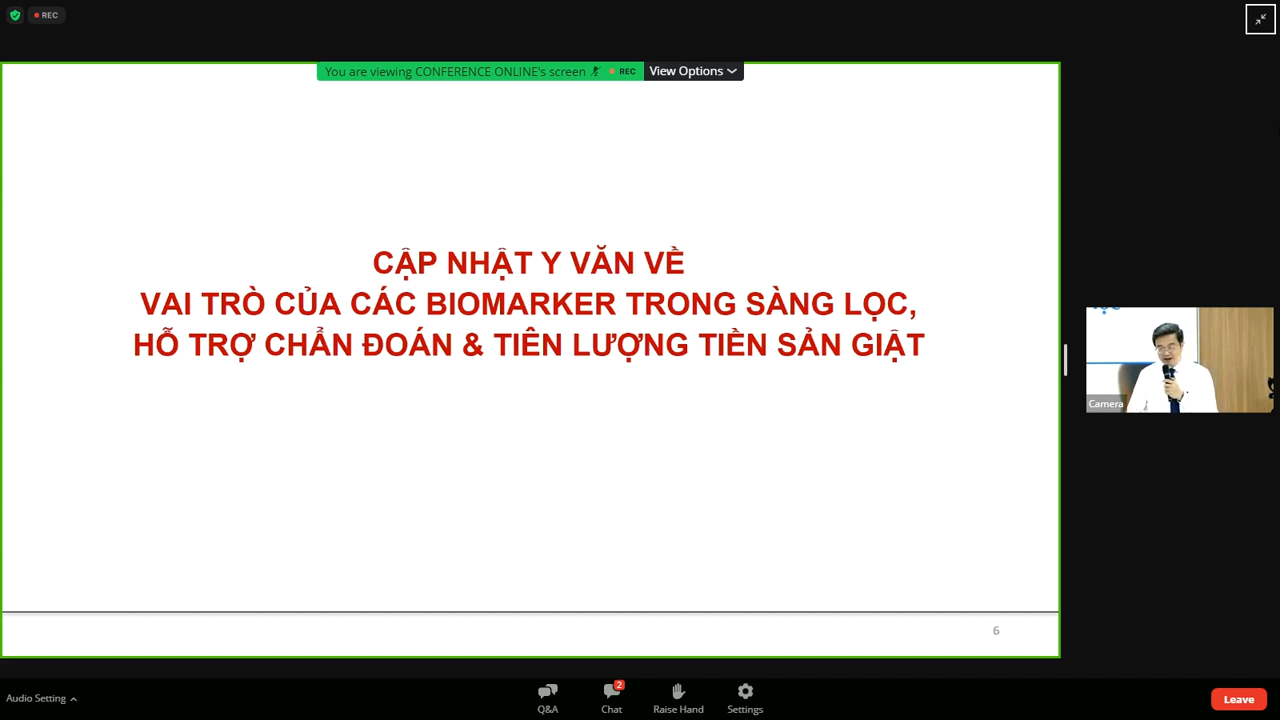 REC
You are viewing CONFERENCE ONLINE's screen REC View Options
CẬP NHẬT Y VĂN VỀ
VAI TRÒ CỦA CÁC BIOMARKER TRONG SÀNG LỌC,
HỖ TRỢ CHẨN ĐOÁN & TIÊN LƯỢNG TIỀN SẢN GIẬT
Camera
6
Audio Setting
Q&A
2
Chat
Raise Hand
Settings
Leave